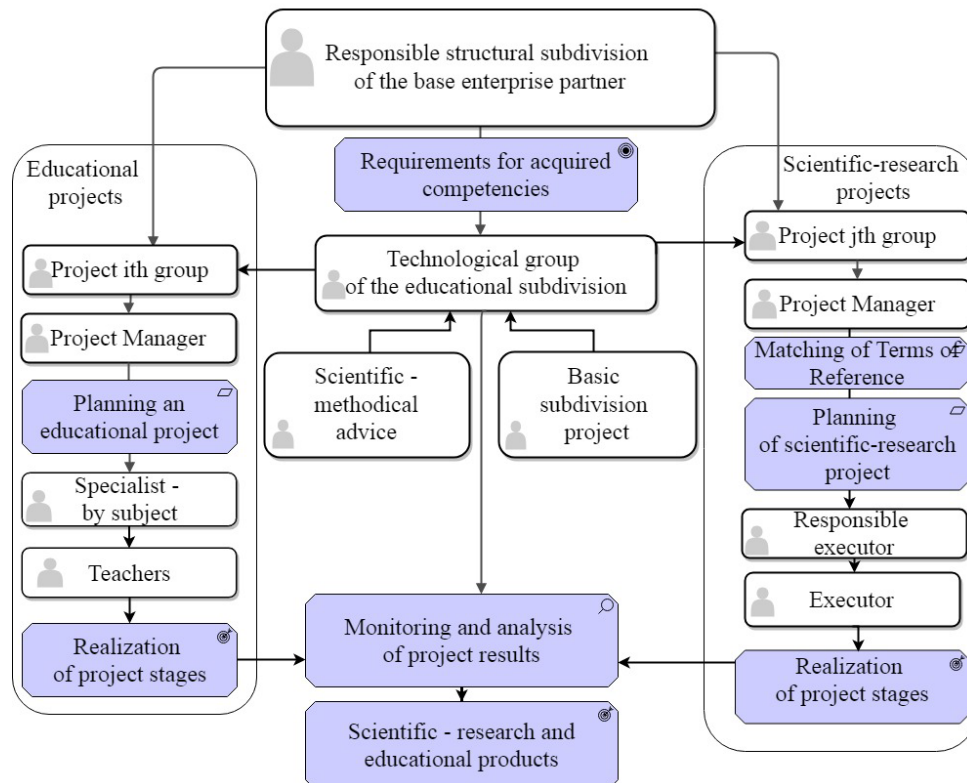 Responsible structural subdivision
of the base enterprise partner
Requirements for acquired
competencies
Educational
projects
Scientific-research
projects
Project ith group
Technological group
of the educational subdivision
Project jth group
Project Manager
Project Manager
Scientific -
methodical
advice
Basic
subdivision
project
Matching of Terms of
Reference
Planning an
educational project
Planning
of scientific-research
project
Specialist -
by subject
Responsible
executor
Teachers
Executor
Monitoring and analysis
of project results
Realization
of project stages
Realization
of project stages
Scientific - research and
educational products